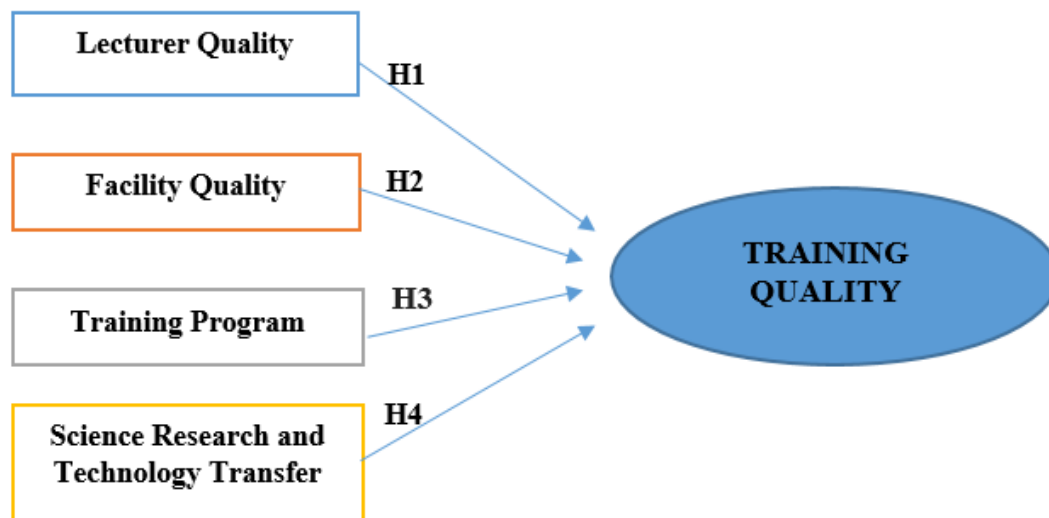 Lecturer Quality
H1
Facility Quality
H2
TRAINING
QUALITY
Training Program
H3
Science Research and
Technology Transfer
H4